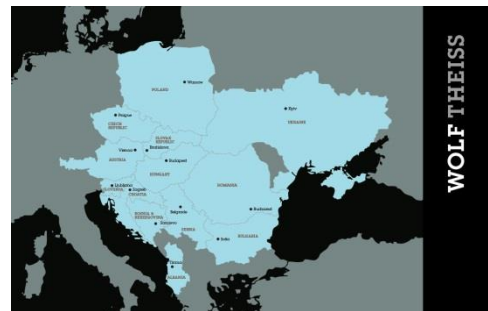 WOLF THEISS
POLAND
Warsaw
Prague
CZECH
REPUBLIC
Kyiv
UKRAINE
SLOVAK
REPUBLIC
Vienna
Bratislava
AUSTRIA
Budapest
HUNGARY
Ljubljana
SLOVENIA
Zagreb
CROATIA
ROMANIA
Bucharest
BOSNIA &
HERZEGOVINA
Belgrade
Sarajevo
SERBIA
Sofia
BULGARIA
Tirana
ALBANIA